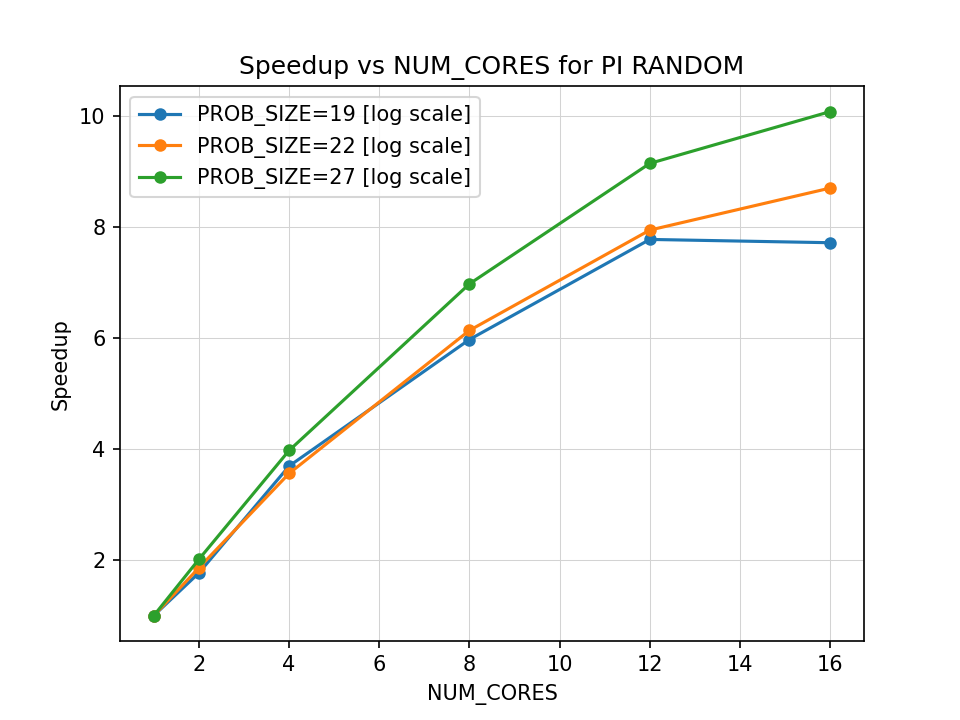 Speedup vs NUM_CORES for PI RANDOM
PROB_SIZE=19 [log scale]
PROB_SIZE=22 [log scale]
PROB_SIZE=27 [log scale]
Speedup
10
8
6
4
2
2 4 6 8 10 12 14 16
NUM_CORES